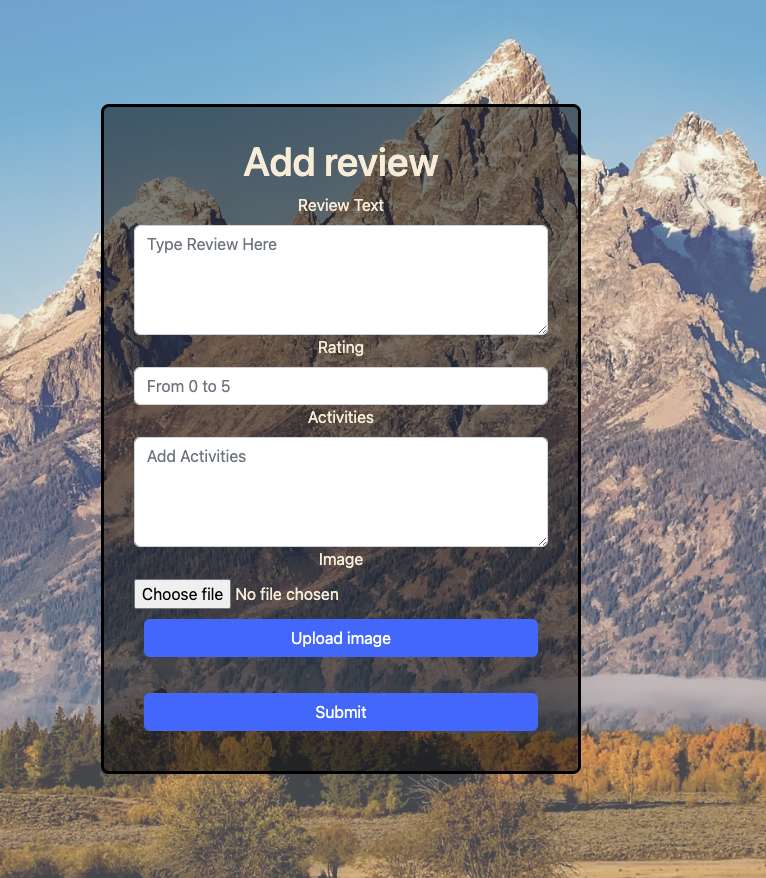 Add review
Review Text
Type Review Here
Rating
From 0 to 5
Activities
Add Activities
Image
Choose file No file chosen
Upload image
Submit